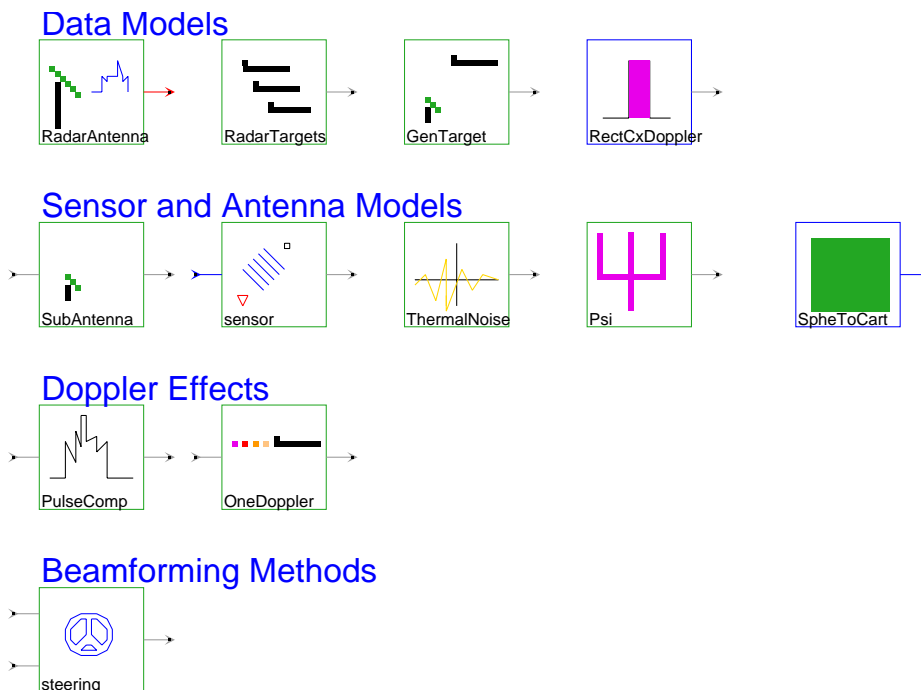 Data Models
RadarAntenna
RadarTargets
GenTarget
RectCxDoppler
Sensor and Antenna Models
SubAntenna
sensor
ThermalNoise
Psi
SpheToCart
Doppler Effects
PulseComp
OneDoppler
Beamforming Methods
steering